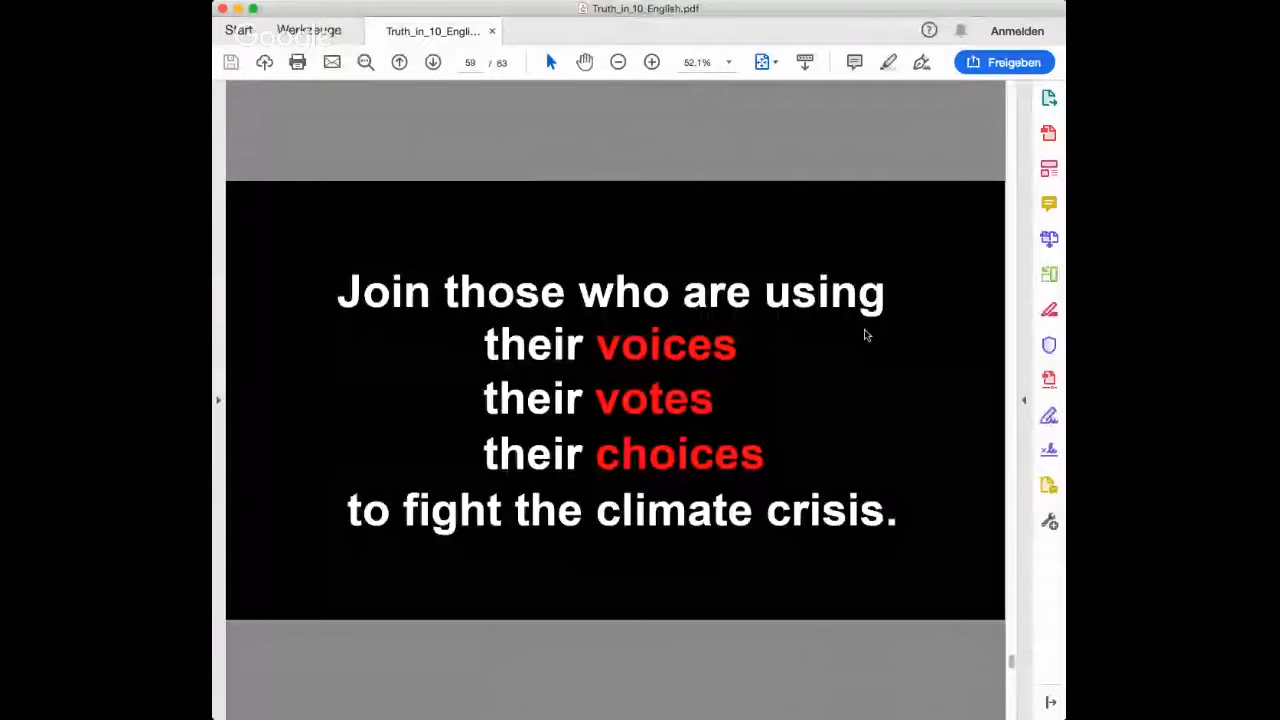 Truth_in_10_English.pdf
Start Werkzeuge Truth_in_10_Engli... × Anmelden
Google
59 / 63 52,1% Freigeben
Join those who are using
their voices
their votes
their choices
to fight the climate crisis.